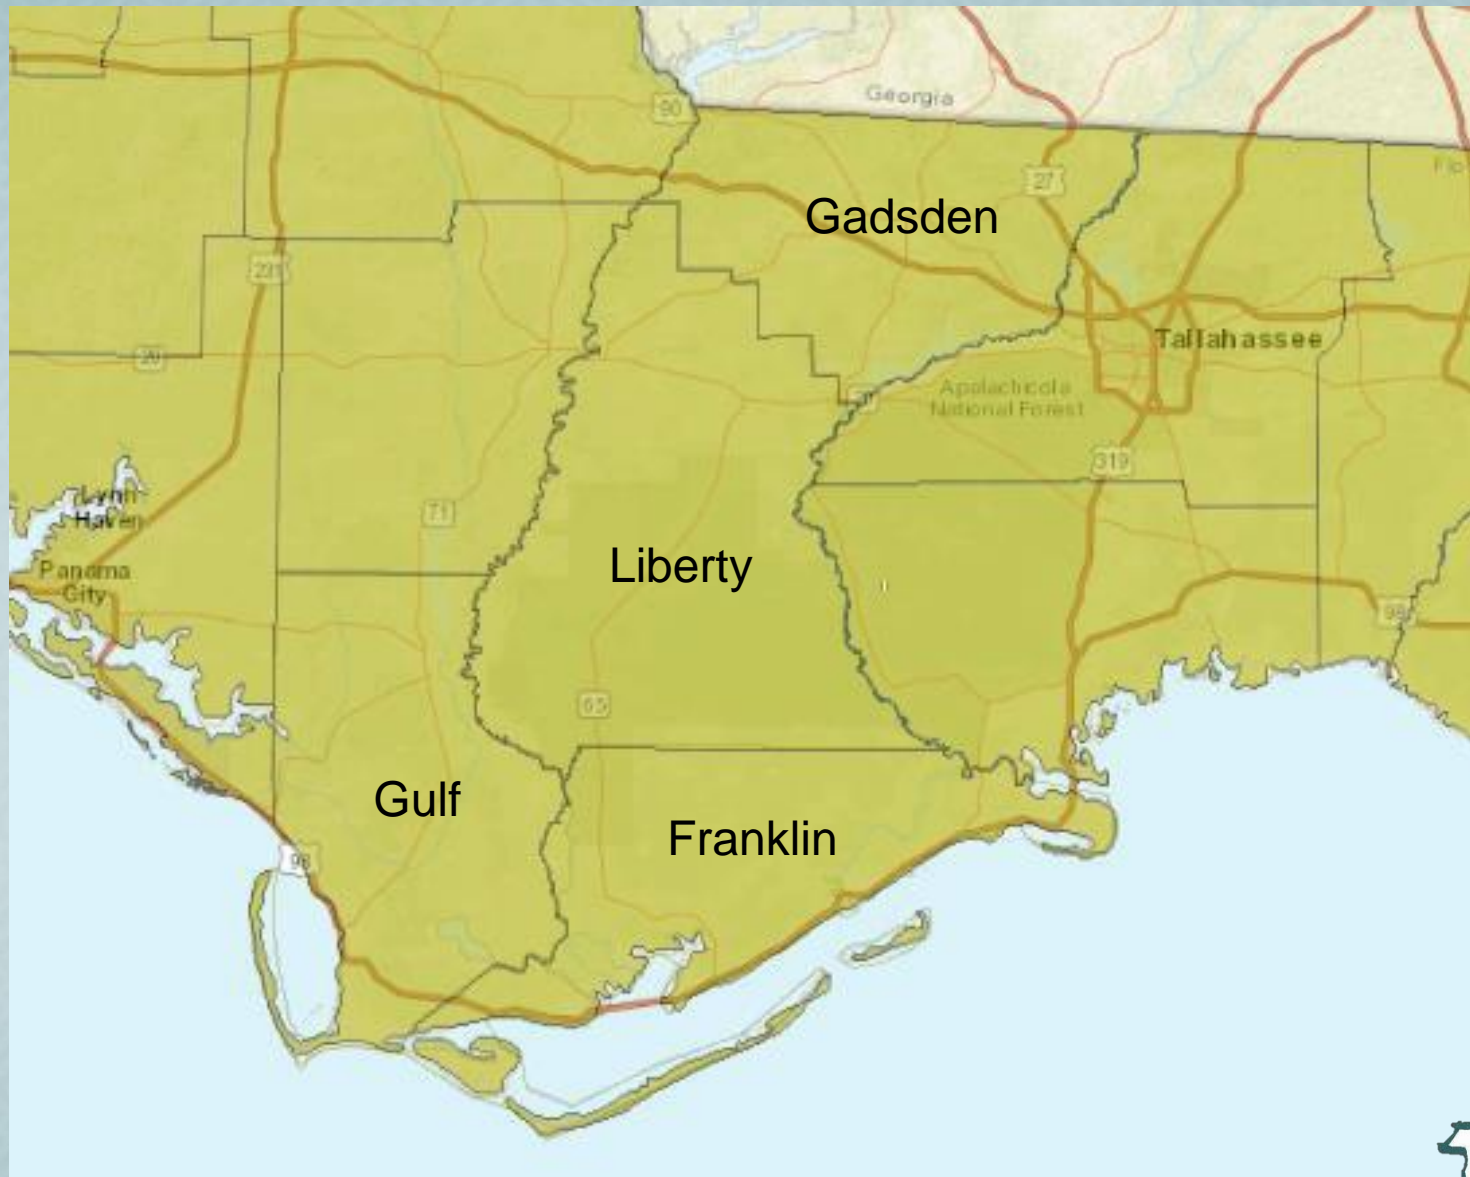 Georgia
90
27
Gadsden
231
Tallahassee
20
Apalachicola
National Forest
319
Lynn
Haven
71
Panama
City
Liberty
98
65
Gulf
Franklin
98